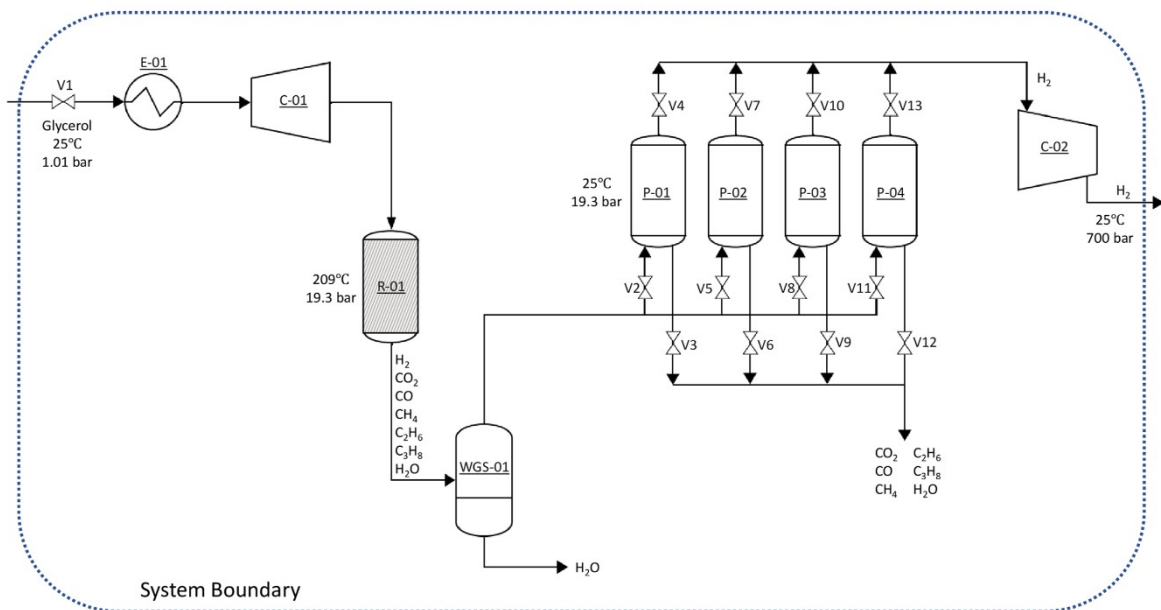 E-01
V1
C-01
Glycerol
25℃
1.01 bar
209℃
19.3 bar
R-01
H₂
CO₂
CO
CH₄
C₂H₆
C₃H₈
H₂O
WGS-01
H₂O
V4
V7
V10
V13
25℃
19.3 bar
P-01
P-02
P-03
P-04
V2
V5
V8
V11
V3
V6
V9
V12
CO₂ C₂H₆
CO C₃H₈
CH₄ H₂O
H₂
C-02
H₂
25℃
700 bar
System Boundary